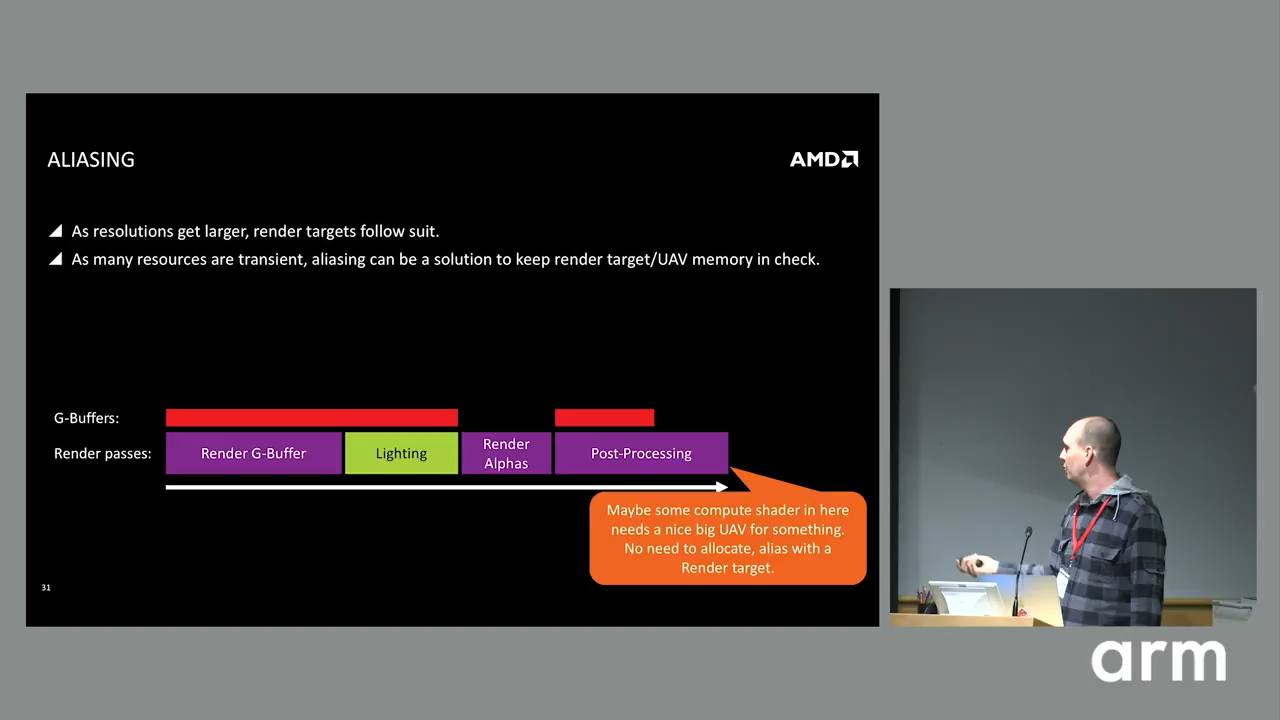 ALIASING
AMD
As resolutions get larger, render targets follow suit.
As many resources are transient, aliasing can be a solution to keep render target/UAV memory in check.
G-Buffers:
Render passes:
Render G-Buffer
Lighting
Render
Alphas
Post-Processing
Maybe some compute shader in here
needs a nice big UAV for something.
No need to allocate, alias with a
Render target.
31
arm